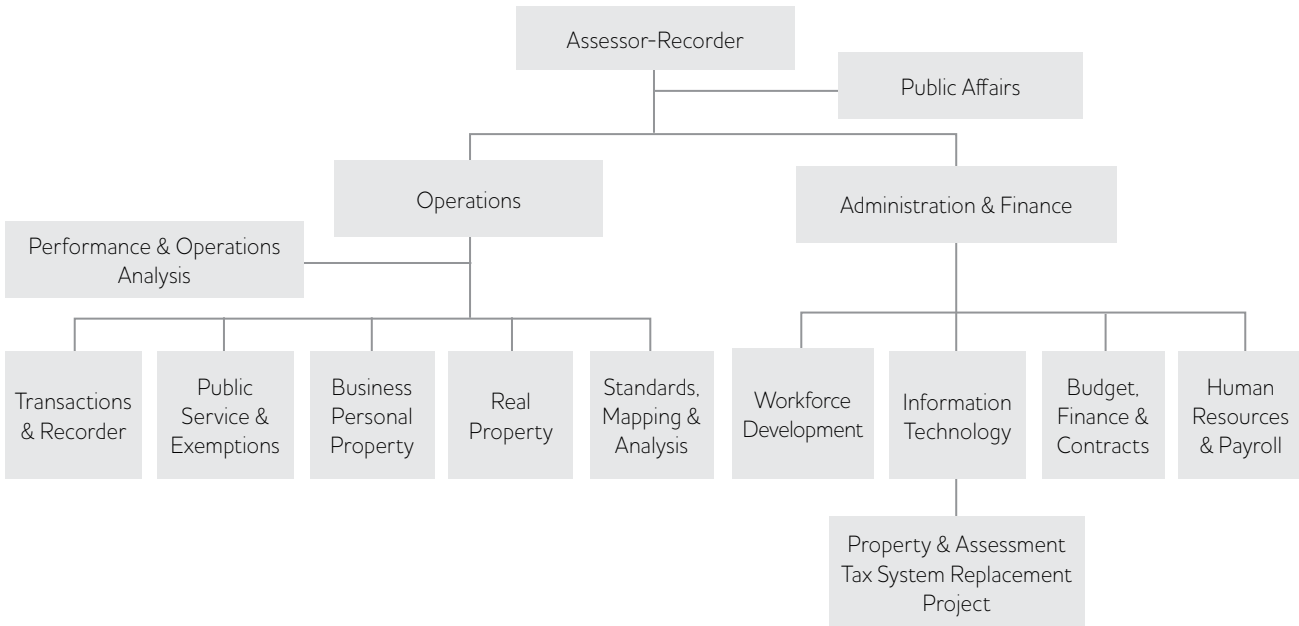 Assessor-Recorder
Public Affairs
Operations
Administration & Finance
Performance & Operations
Analysis
Transactions
& Recorder
Public
Service &
Exemptions
Business
Personal
Property
Real
Property
Standards,
Mapping &
Analysis
Workforce
Development
Information
Technology
Budget,
Finance &
Contracts
Human
Resources
& Payroll
Property & Assessment
Tax System Replacement
Project